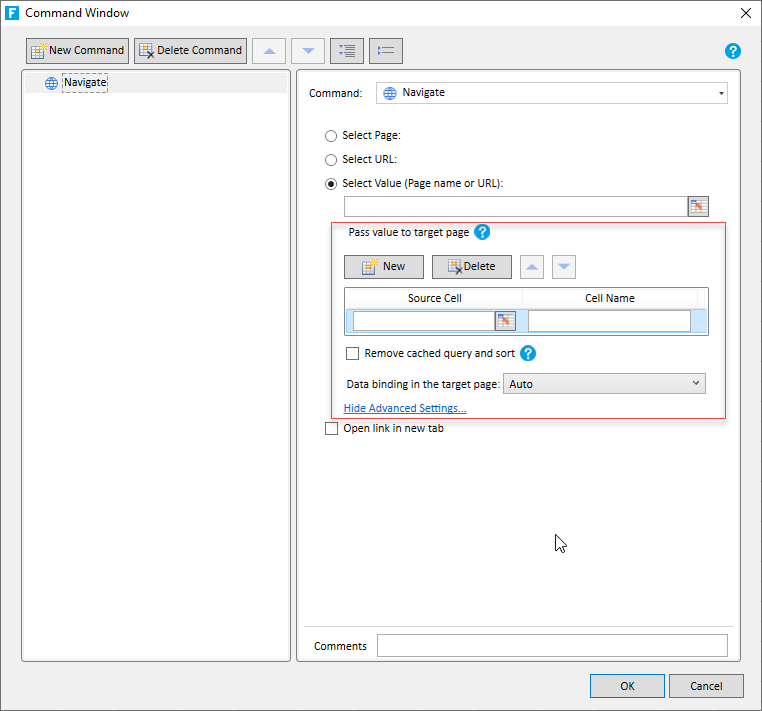 F Command Window
New Command Delete Command ?
Navigate
Command: Navigate
Select Page:
Select URL:
Select Value (Page name or URL):
Pass value to target page ?
New Delete
Source Cell Cell Name
Remove cached query and sort ?
Data binding in the target page: Auto
Hide Advanced Settings...
Open link in new tab
Comments
OK Cancel